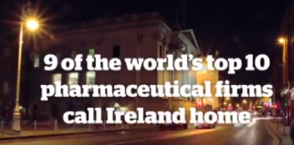 9 of the world's top 10
pharmaceutical firms
call Ireland home